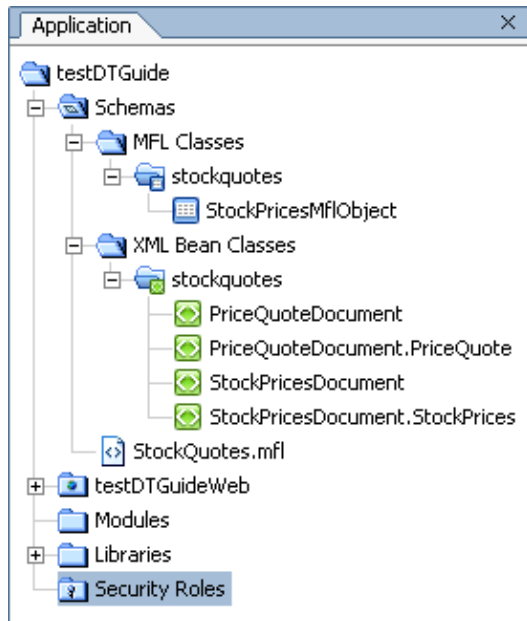 Application
testDTGuide
Schemas
MFL Classes
stockquotes
StockPricesMflObject
XML Bean Classes
stockquotes
PriceQuoteDocument
PriceQuoteDocument.PriceQuote
StockPricesDocument
StockPricesDocument.StockPrices
StockQuotes.mfl
testDTGuideWeb
Modules
Libraries
Security Roles